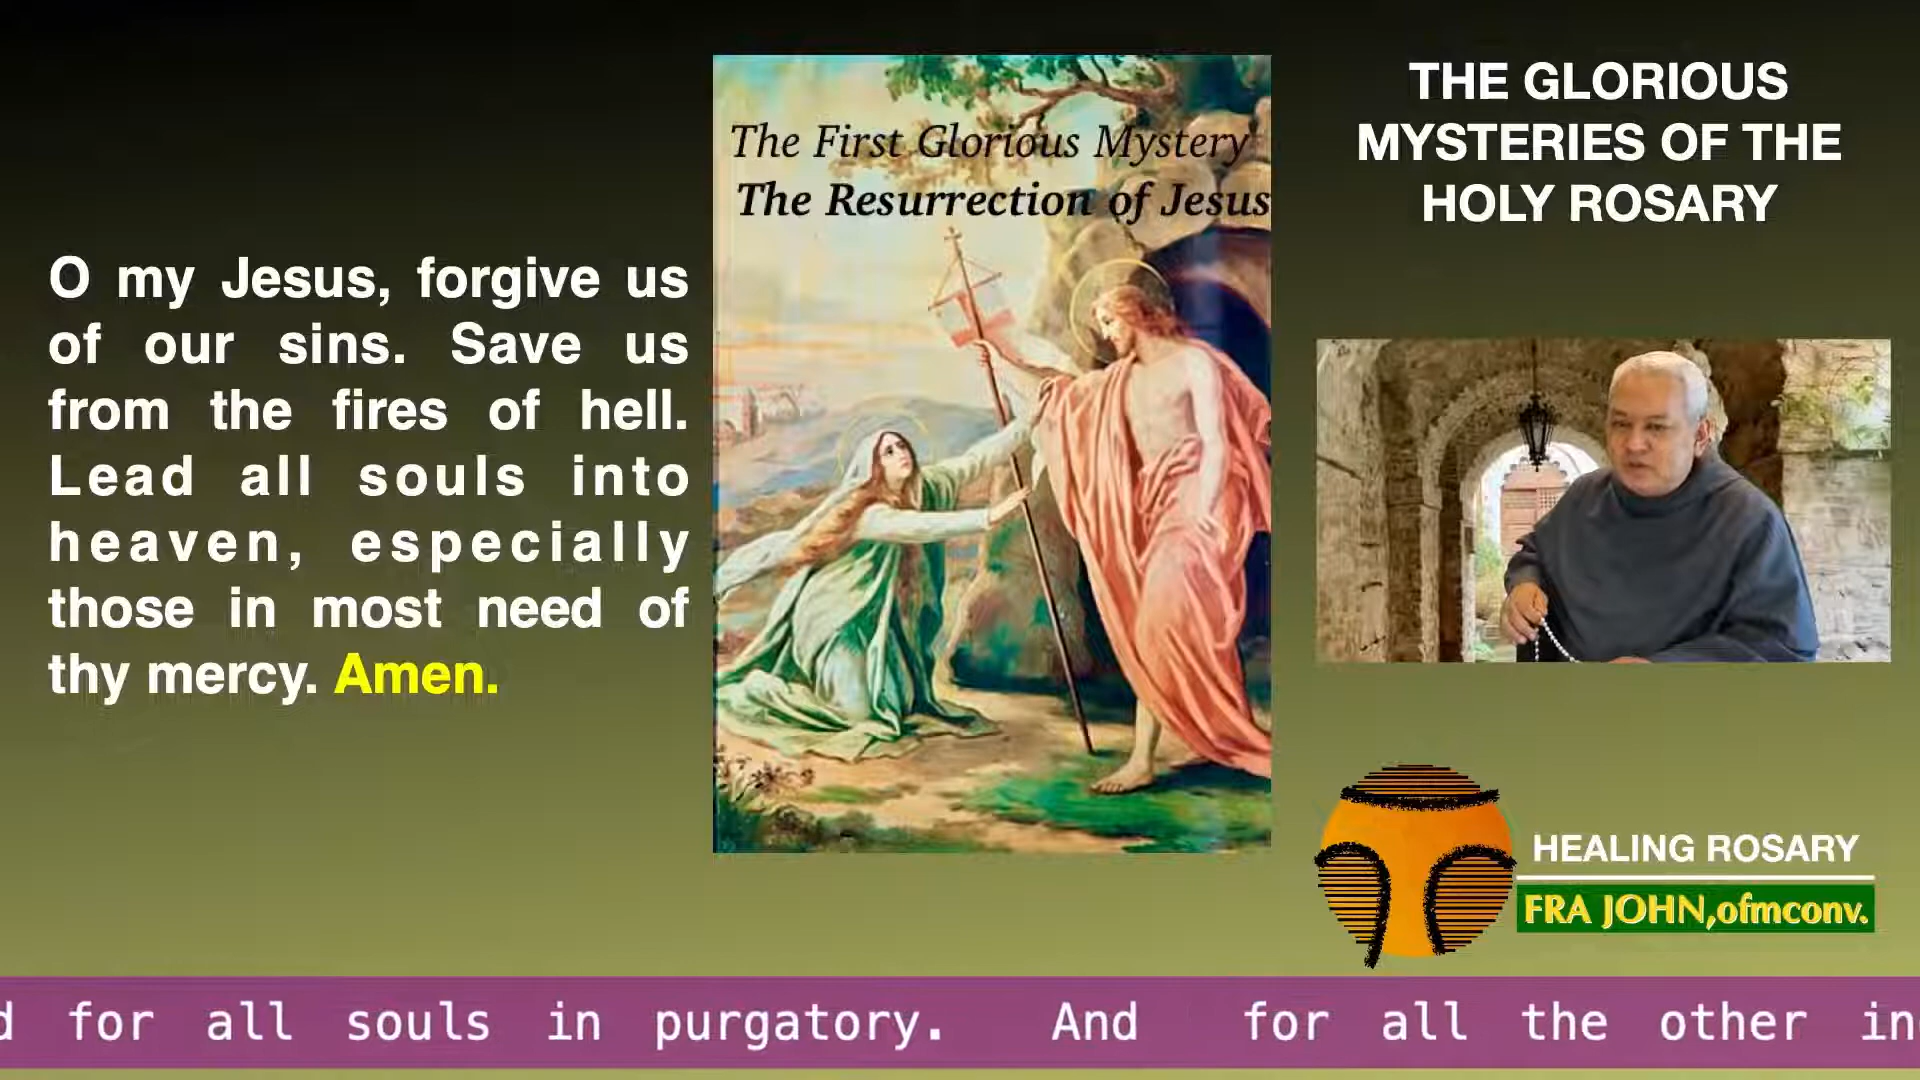 O my Jesus, forgive us
of our sins. Save us
from the fires of hell.
Lead all souls into
heaven, especially
those in most need of
thy mercy. Amen.
The First Glorious Mystery
The Resurrection of Jesus
THE GLORIOUS
MYSTERIES OF THE
HOLY ROSARY
HEALING ROSARY
FRA JOHN,ofmconv.
for all souls in purgatory. And for all the other